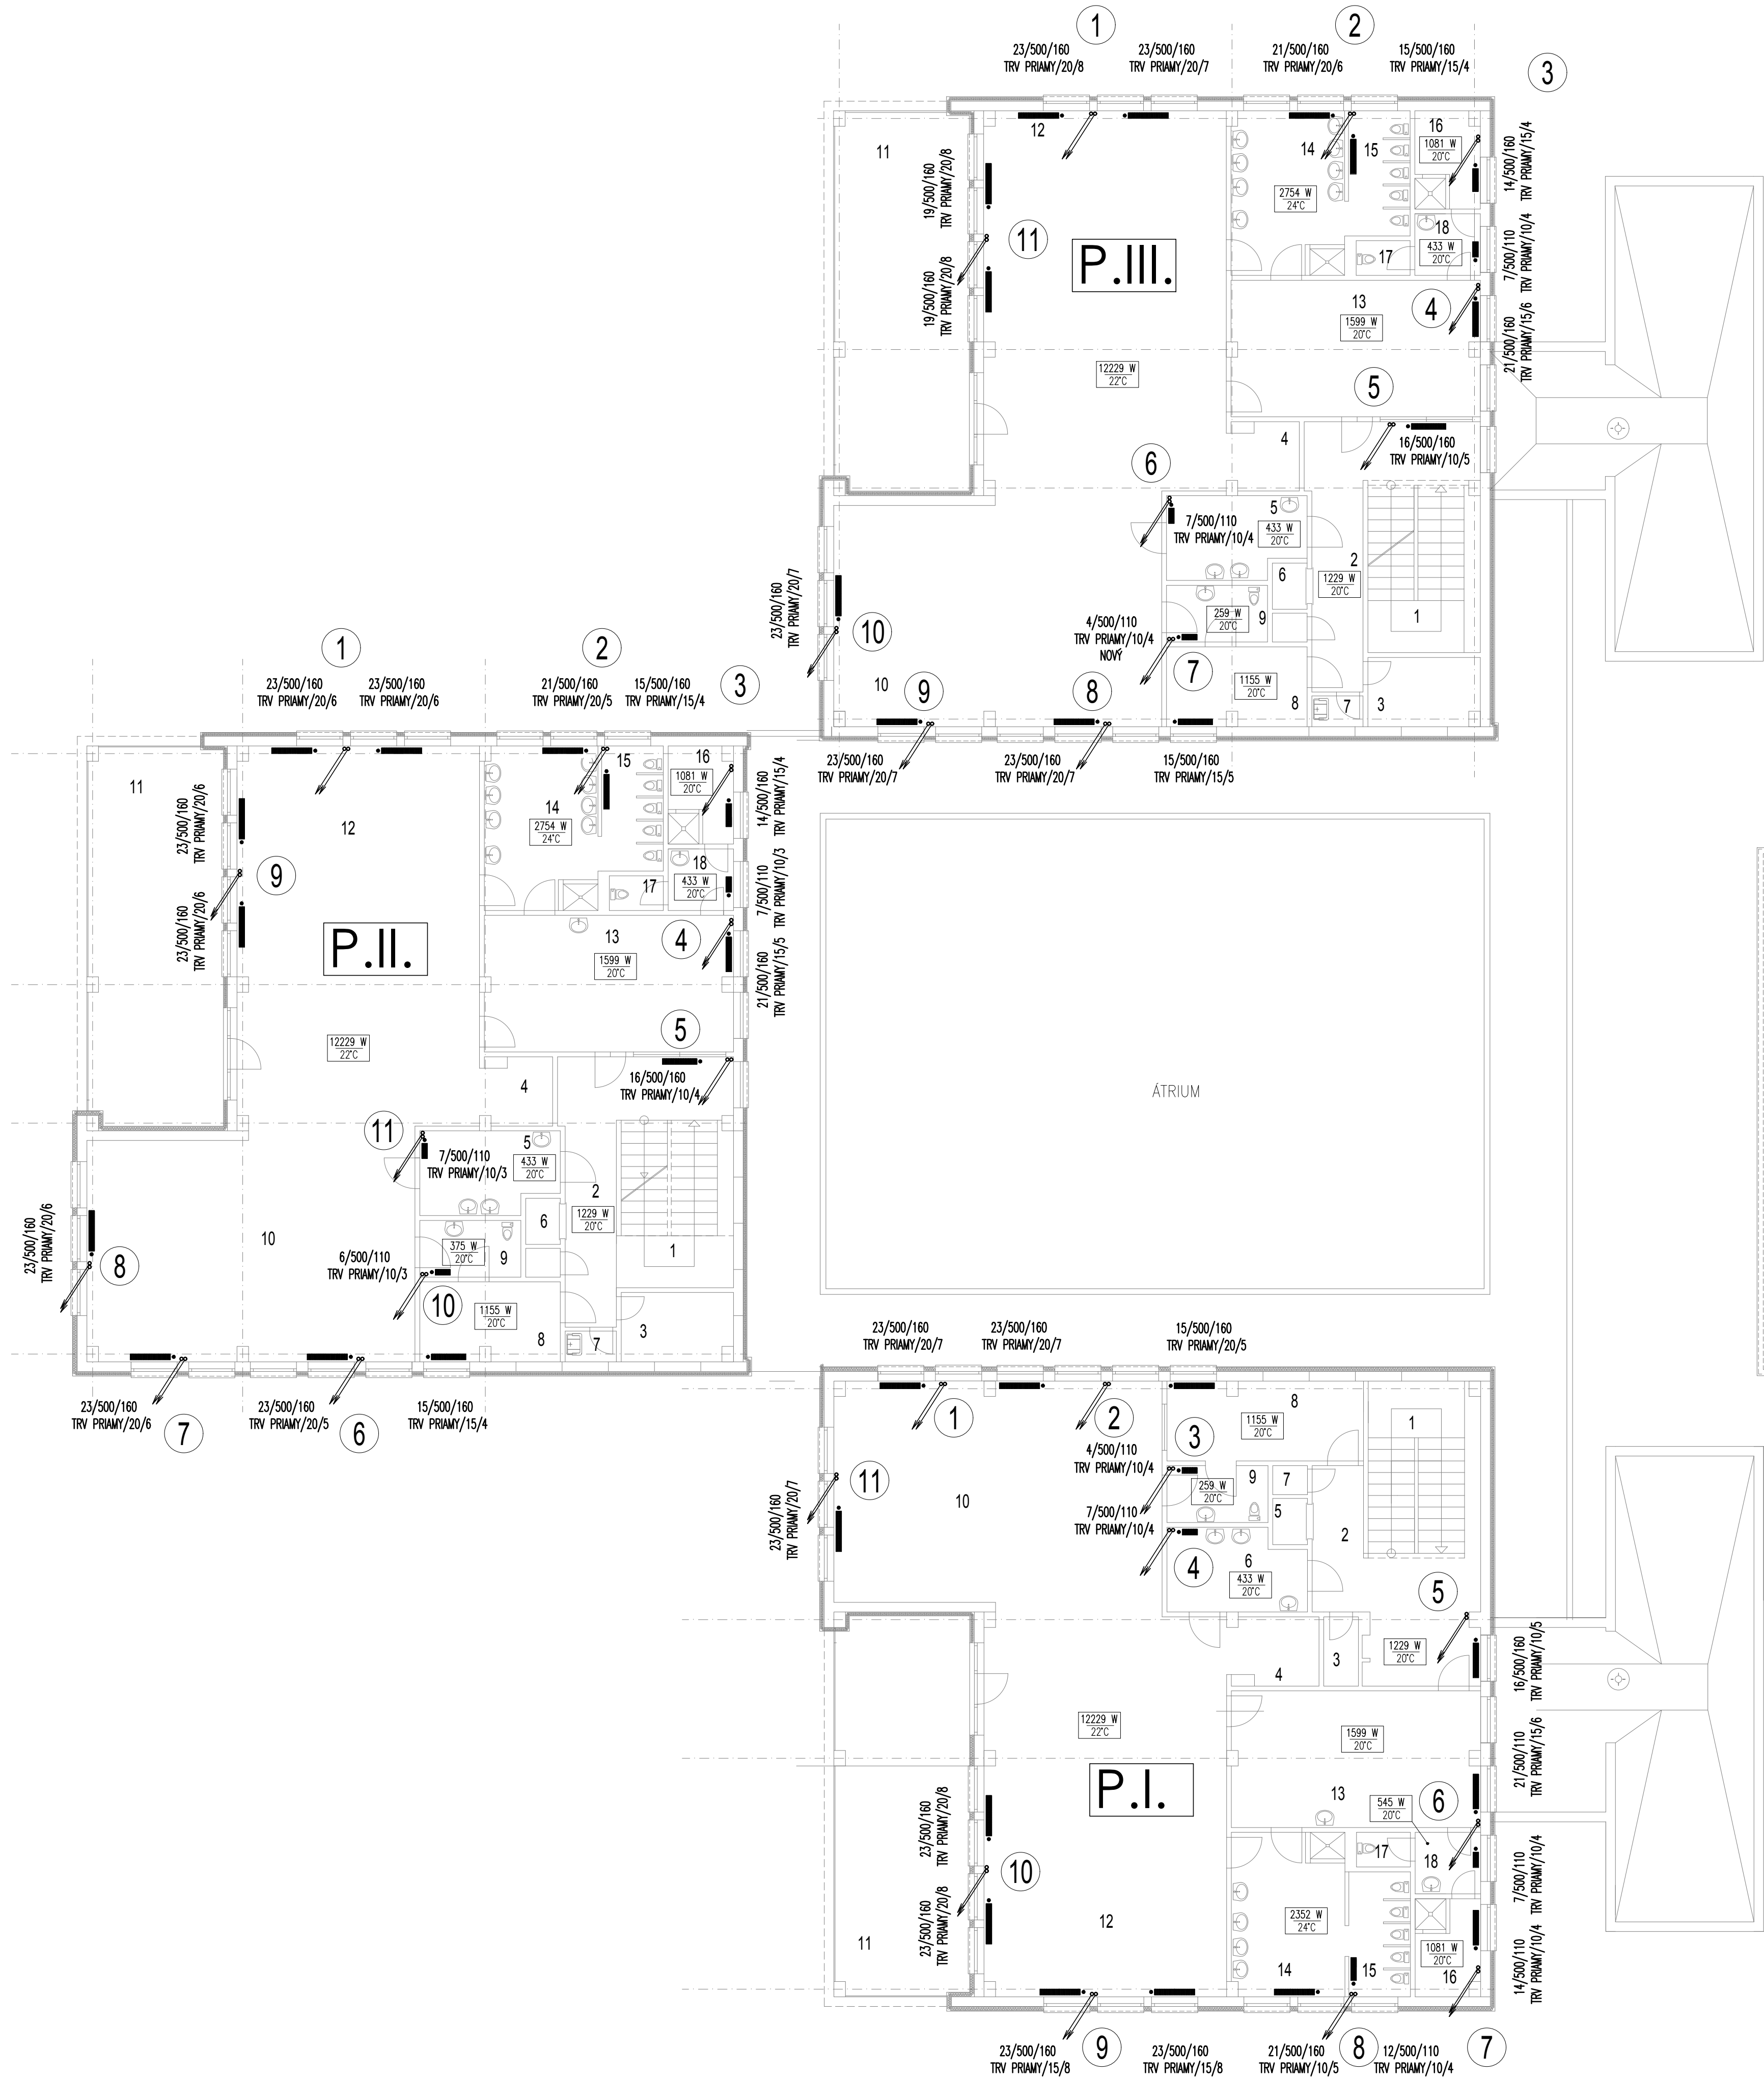 1
2
3
23/500/160
TRV PRIAMY/20/8
23/500/160
TRV PRIAMY/20/7
21/500/160
TRV PRIAMY/20/6
15/500/160
TRV PRIAMY/15/4
11
12
14
15
16
1081 W
20°C
14/500/160
TRV PRIAMY/15/4
19/500/160
TRV PRIAMY/20/8
2754 W
24°C
11
P.III.
17
18
433 W
20°C
7/500/110
TRV PRIAMY/10/4
19/500/160
TRV PRIAMY/20/8
13
1599 W
20°C
4
21/500/160
TRV PRIAMY/15/6
12229 W
22°C
5
4
6
16/500/160
TRV PRIAMY/10/5
5
433 W
20°C
7/500/110
TRV PRIAMY/10/4
2
1229 W
20°C
6
1
23/500/160
TRV PRIAMY/20/7
10
259 W
20°C
9
4/500/110
TRV PRIAMY/10/4
NOVÝ
7
10
9
8
1155 W
20°C
8
7
3
23/500/160
TRV PRIAMY/20/7
23/500/160
TRV PRIAMY/20/7
15/500/160
TRV PRIAMY/15/5
1
2
3
23/500/160
TRV PRIAMY/20/6
23/500/160
TRV PRIAMY/20/6
21/500/160
TRV PRIAMY/20/5
15/500/160
TRV PRIAMY/15/4
11
12
14
2754 W
24°C
15
16
1081 W
20°C
14/500/160
TRV PRIAMY/15/4
23/500/160
TRV PRIAMY/20/6
9
17
18
433 W
20°C
7/500/110
TRV PRIAMY/10/3
23/500/160
TRV PRIAMY/20/6
P.II.
13
1599 W
20°C
4
21/500/160
TRV PRIAMY/15/5
12229 W
22°C
5
4
16/500/160
TRV PRIAMY/10/4
11
5
433 W
20°C
7/500/110
TRV PRIAMY/10/3
2
1229 W
20°C
6
1
23/500/160
TRV PRIAMY/20/6
8
10
375 W
20°C
9
6/500/110
TRV PRIAMY/10/3
10
1155 W
20°C
8
7
3
23/500/160
TRV PRIAMY/20/6
7
23/500/160
TRV PRIAMY/20/5
6
15/500/160
TRV PRIAMY/15/4
ÁTRIUM
23/500/160
TRV PRIAMY/20/7
23/500/160
TRV PRIAMY/20/7
15/500/160
TRV PRIAMY/20/5
1
2
3
8
1155 W
20°C
1
4/500/110
TRV PRIAMY/10/4
11
23/500/160
TRV PRIAMY/20/7
10
259 W
20°C
9
7
5
2
7/500/110
TRV PRIAMY/10/4
4
6
433 W
20°C
5
1229 W
20°C
3
4
16/500/160
TRV PRIAMY/10/5
12229 W
22°C
1599 W
20°C
P.I.
13
545 W
20°C
6
21/500/110
TRV PRIAMY/15/6
23/500/160
TRV PRIAMY/20/8
10
17
18
7/500/110
TRV PRIAMY/10/4
23/500/160
TRV PRIAMY/20/8
11
12
2352 W
24°C
14
15
1081 W
20°C
16
14/500/110
TRV PRIAMY/10/4
23/500/160
TRV PRIAMY/15/8
9
23/500/160
TRV PRIAMY/15/8
21/500/160
TRV PRIAMY/10/5
8
12/500/110
TRV PRIAMY/10/4
7